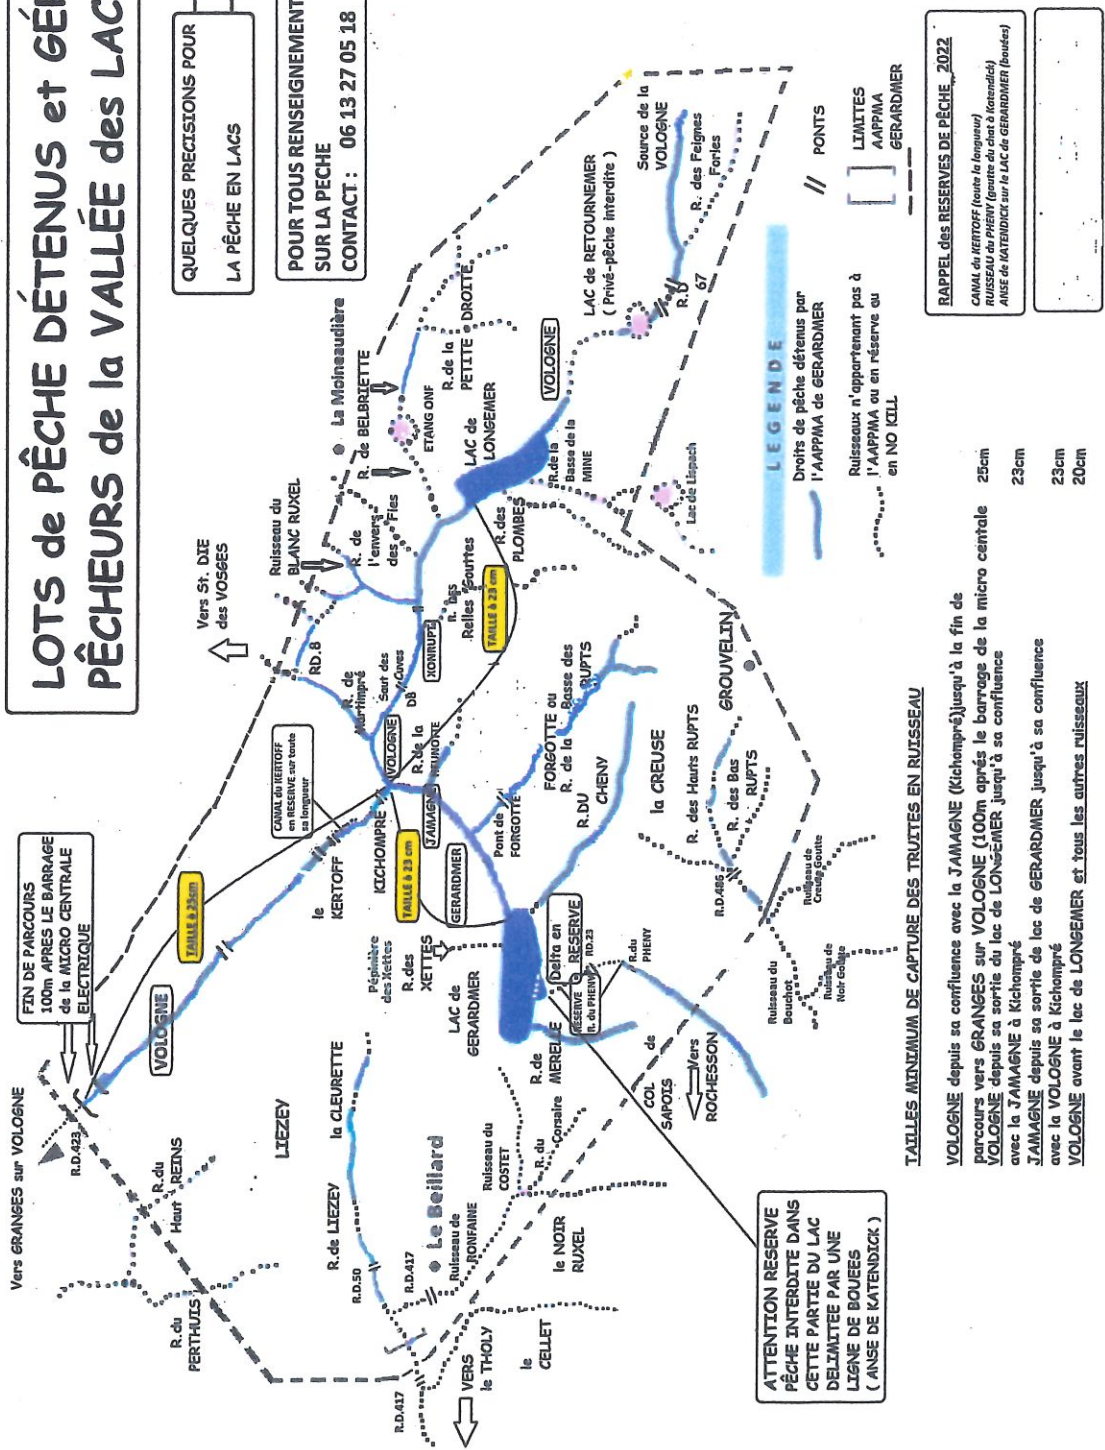 LOTS de PÊCHE DÉTENUS et GÉ
PÊCHEURS de la VALLÉE des LAC
QUELQUES PRECISIONS POUR
LA PÊCHE EN LACS
POUR TOUS RENSEIGNEMENT
SUR LA PECHE
CONTACT : 06 13 27 05 18
Vers GRANGES sur VOLOGNE
FIN DE PARCOURS
100m APRES LE BARRAGE
de la MICRO CENTRALE
ELECTRIQUE
R.D.423
VOLOGNE
TAILLE à 25cm
R.du
Haut REINS
R.du
PERTHUIS
LIEZEY
Vers St. DIE
des VOSGES
Ruisseau du
BLANC RUXEL
La Moineaudière
RD.8
R. de
Martimpré
R. de
l'envers
des Fies
R. de BELBRIETTE
ETANG ONF
R.de la
PETITE DROITE
CANAL du KERTOFF
en RESERVE sur toute
sa longueur
le
KERTOFF
KICHOMPRE
VOLOGNE
Saut des
Cuves
D8
XONRUPT
R. DES
Relles Gouttes
LAC de
LONGEMER
VOLOGNE
LAC de RETOURNEMER
( Privé-pêche interdite )
Source de la
VOLOGNE
R. des Feignes
Forles
R.D
67
R.de la
JAMAGNE
TAILLE à 23 cm
TAILLE à 23 cm
R.des
PLOMBES
R.de la
Basse de la
MINE
Lac de Lispach
GERARDMER
Pont de
FORGOTTE
FORGOTTE ou
R. de la Basse des
RUPTS
R. DU
CHENY
Pépinière
des Xettes
R.des
XETTES
LAC de
GERARDMER
Delta en
RESERVE
RESERVE
R. du PHENY
RD.23
R.du
PHENY
R.de
MERELLE
la CREUSE
R. des Hauts RUPTS
GROUVELIN
R. des Bas
RUPTS
R.D.486
Ruisseau de
Creuse Goutte
Ruisseau du
Bouchot
Ruisseau de
Noir Goutte
la CLEURETTE
R.de LIEZEY
R.D.50
Le Beillard
R.D.417
Ruisseau de
RONFAINE
Ruisseau du
COSTET
R. du
Corsaire
le NOIR
RUXEL
COL de
SAPOIS
Vers
ROCHESSON
R.D.417
VERS
le THOLY
le
CELLET
ATTENTION RESERVE
PÊCHE INTERDITE DANS
CETTE PARTIE DU LAC
DELIMITEE PAR UNE
LIGNE DE BOUEES
( ANSE DE KATENDICK )
LEGENDE
Droits de pêche détenus par
l'AAPPMA de GERARDMER
Ruisseaux n'appartenant pas à
l'AAPPMA ou en réserve ou
en NO KILL
PONTS
LIMITES
AAPPMA
GERARDMER
RAPPEL des RESERVES DE PÊCHE 2022
CANAL du KERTOFF (toute la longueur)
RUISSEAU du PHENY (goutte du chat à Katendick)
ANSE de KATENDICK sur le LAC de GERARDMER (bouées)
TAILLES MINIMUM DE CAPTURE DES TRUITES EN RUISSEAU
VOLOGNE depuis sa confluence avec la JAMAGNE (Kichompré)jusqu'à la fin de
parcours vers GRANGES sur VOLOGNE (100m aprés le barrage de la micro centale 25cm
VOLOGNE depuis sa sortie du lac de LONGEMER jusqu'à sa confluence
avec la JAMAGNE à Kichompré 23cm
JAMAGNE depuis sa sortie de lac de GERARDMER jusqu'à sa confluence
avec la VOLOGNE à Kichompré 23cm
VOLOGNE avant le lac de LONGEMER et tous les autres ruisseaux 20cm